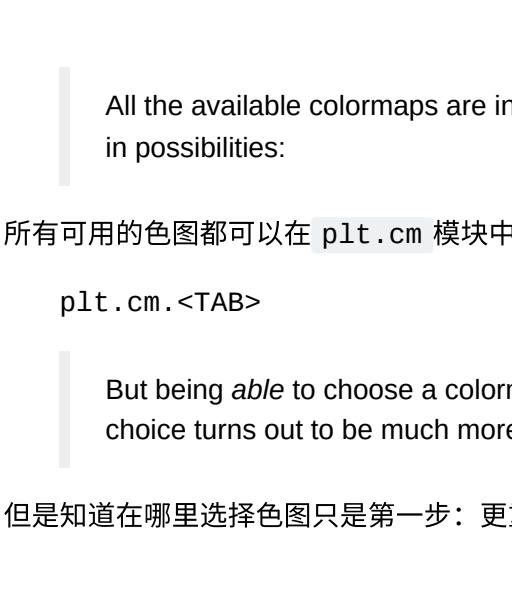 All the available colormaps are in
in possibilities:
所有可用的色图都可以在 plt.cm 模块中
plt.cm.<TAB>
But being able to choose a color
choice turns out to be much more
但是知道在哪里选择色图只是第一步：更